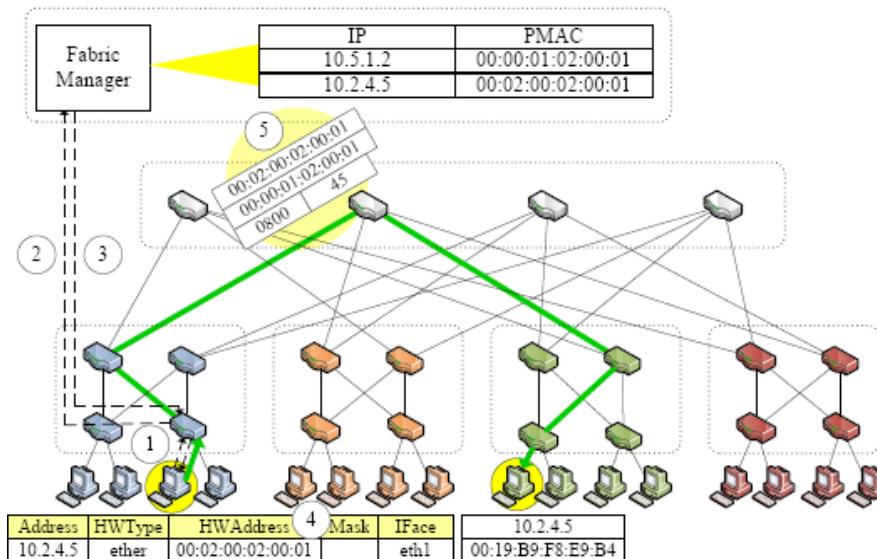 Fabric Manager
IP PMAC
10.5.1.2 00:00:01:02:00:01
10.2.4.5 00:02:00:02:00:01
5
00:02:00:02:00:01
00:00:01:02:00:01
0800 45
2 3
1
4
Address HWType HWAddress Mask IFace
10.2.4.5 ether 00:02:00:02:00:01 eth1
10.2.4.5
00:19:B9:F8:E9:B4